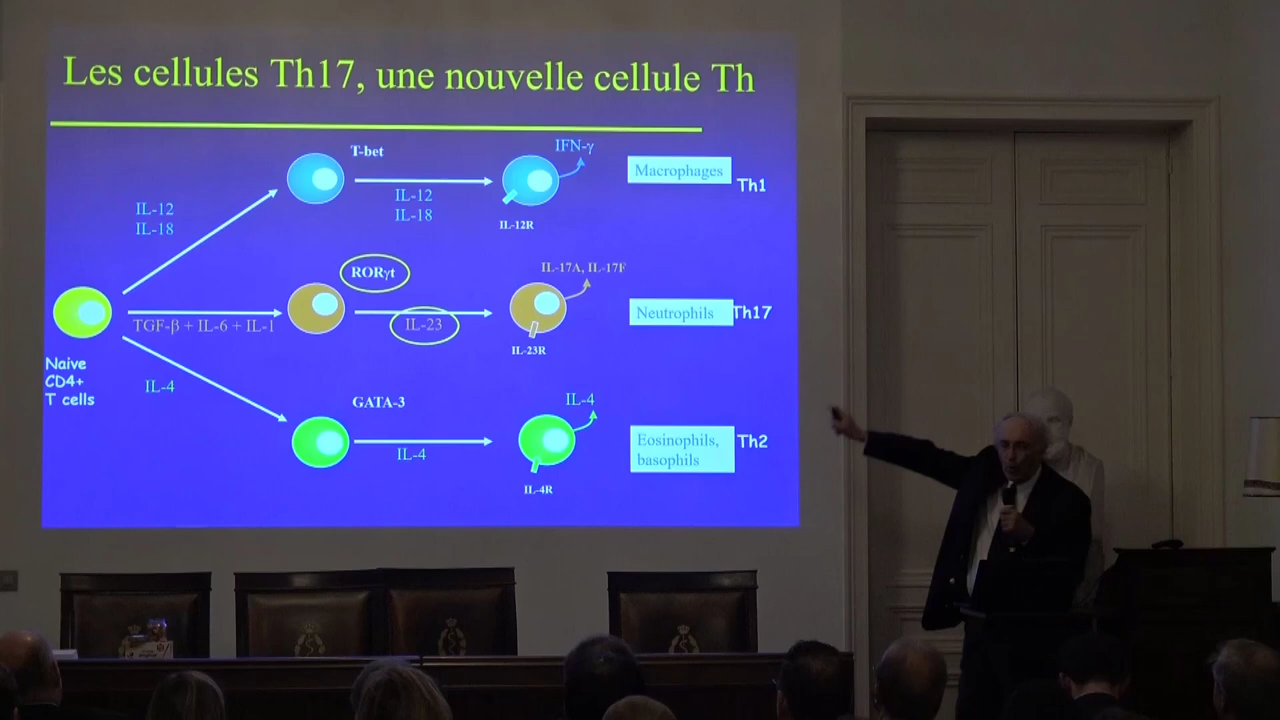 Les cellules Th17, une nouvelle cellule Th
T-bet
IFN-γ
Macrophages
Th1
IL-12
IL-18
IL-12
IL-18
IL-12R
RORγt
IL-17A, IL-17F
TGF-β + IL-6 + IL-1
IL-23
Neutrophils
Th17
IL-23R
Naive
CD4+
T cells
IL-4
GATA-3
IL-4
IL-4
Eosinophils,
basophils
Th2
IL-4R